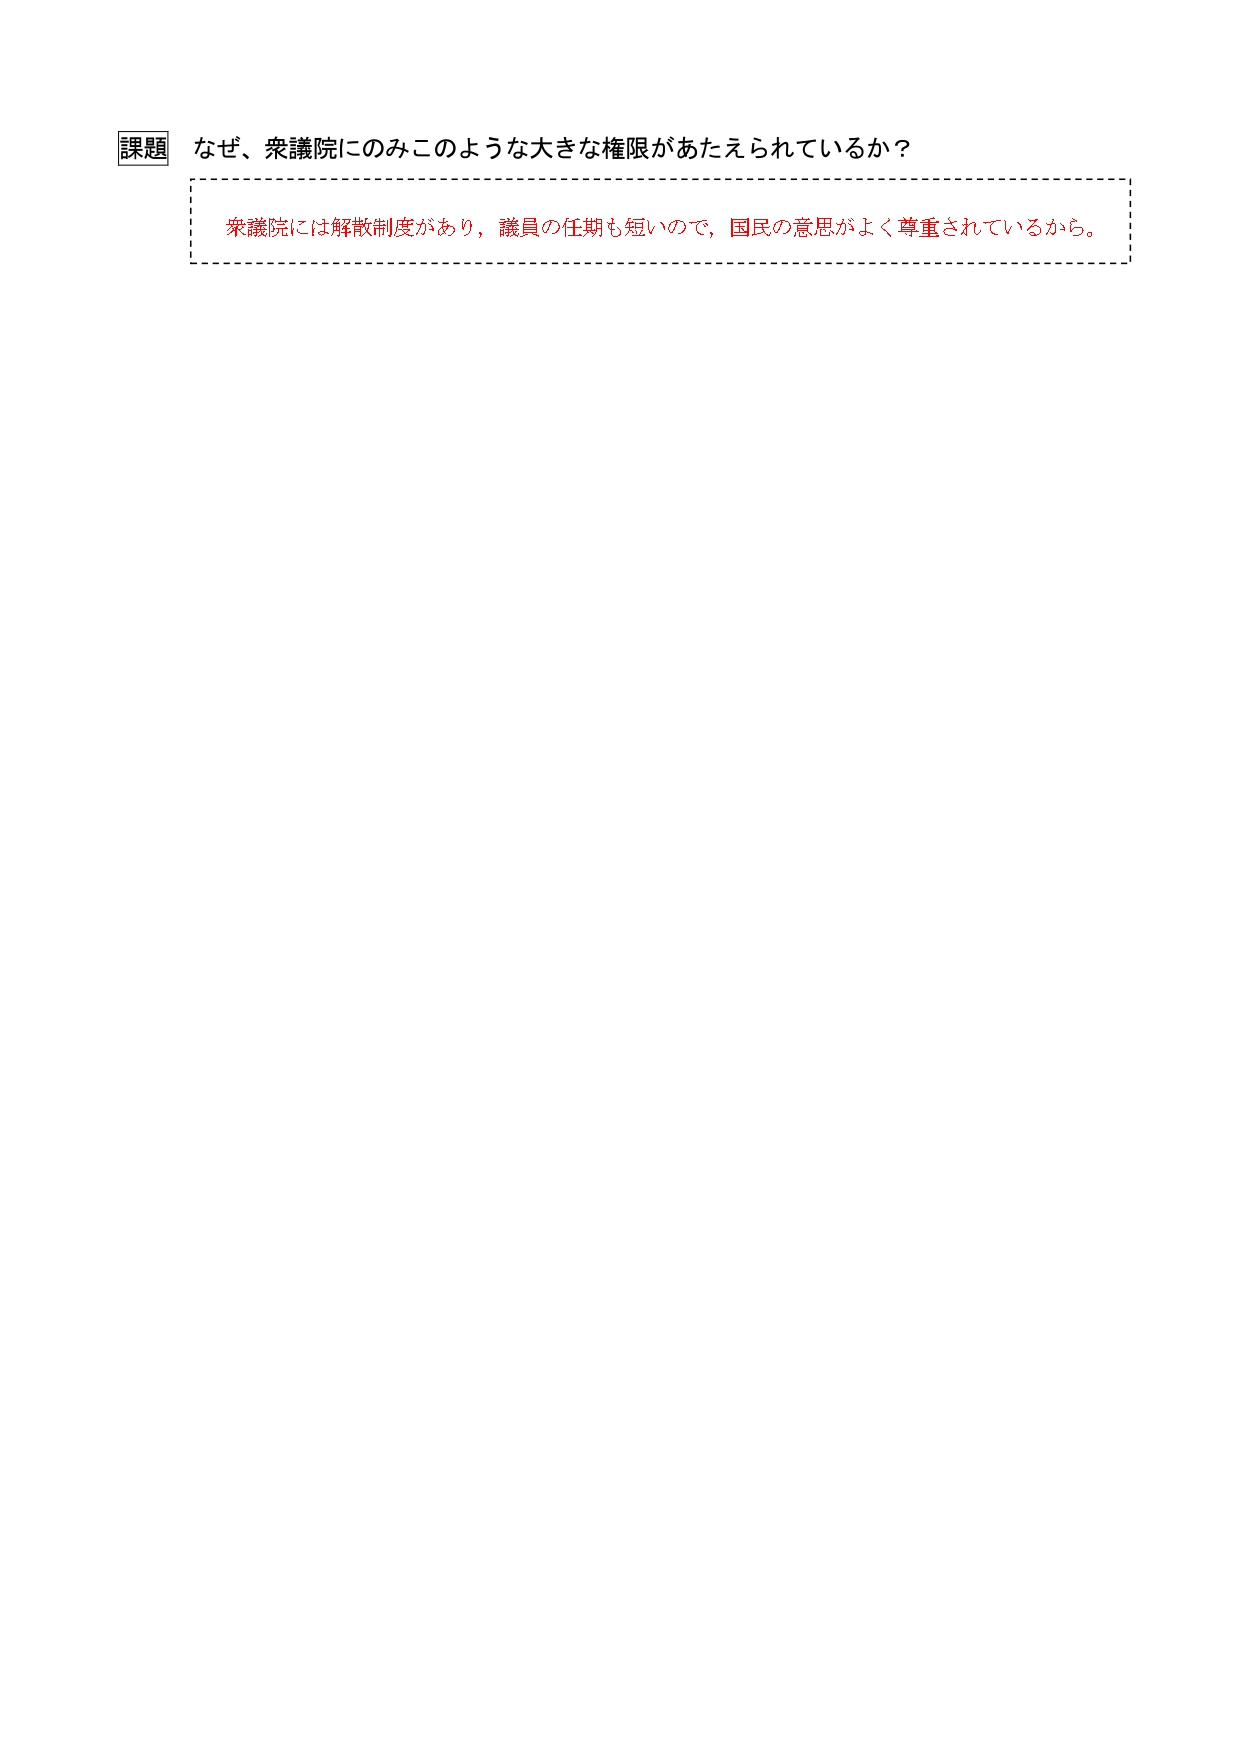 課題　なぜ、衆議院にのみこのような大きな権限があたえられているか？
衆議院には解散制度があり，議員の任期も短いので，国民の意思がよく尊重されているから。